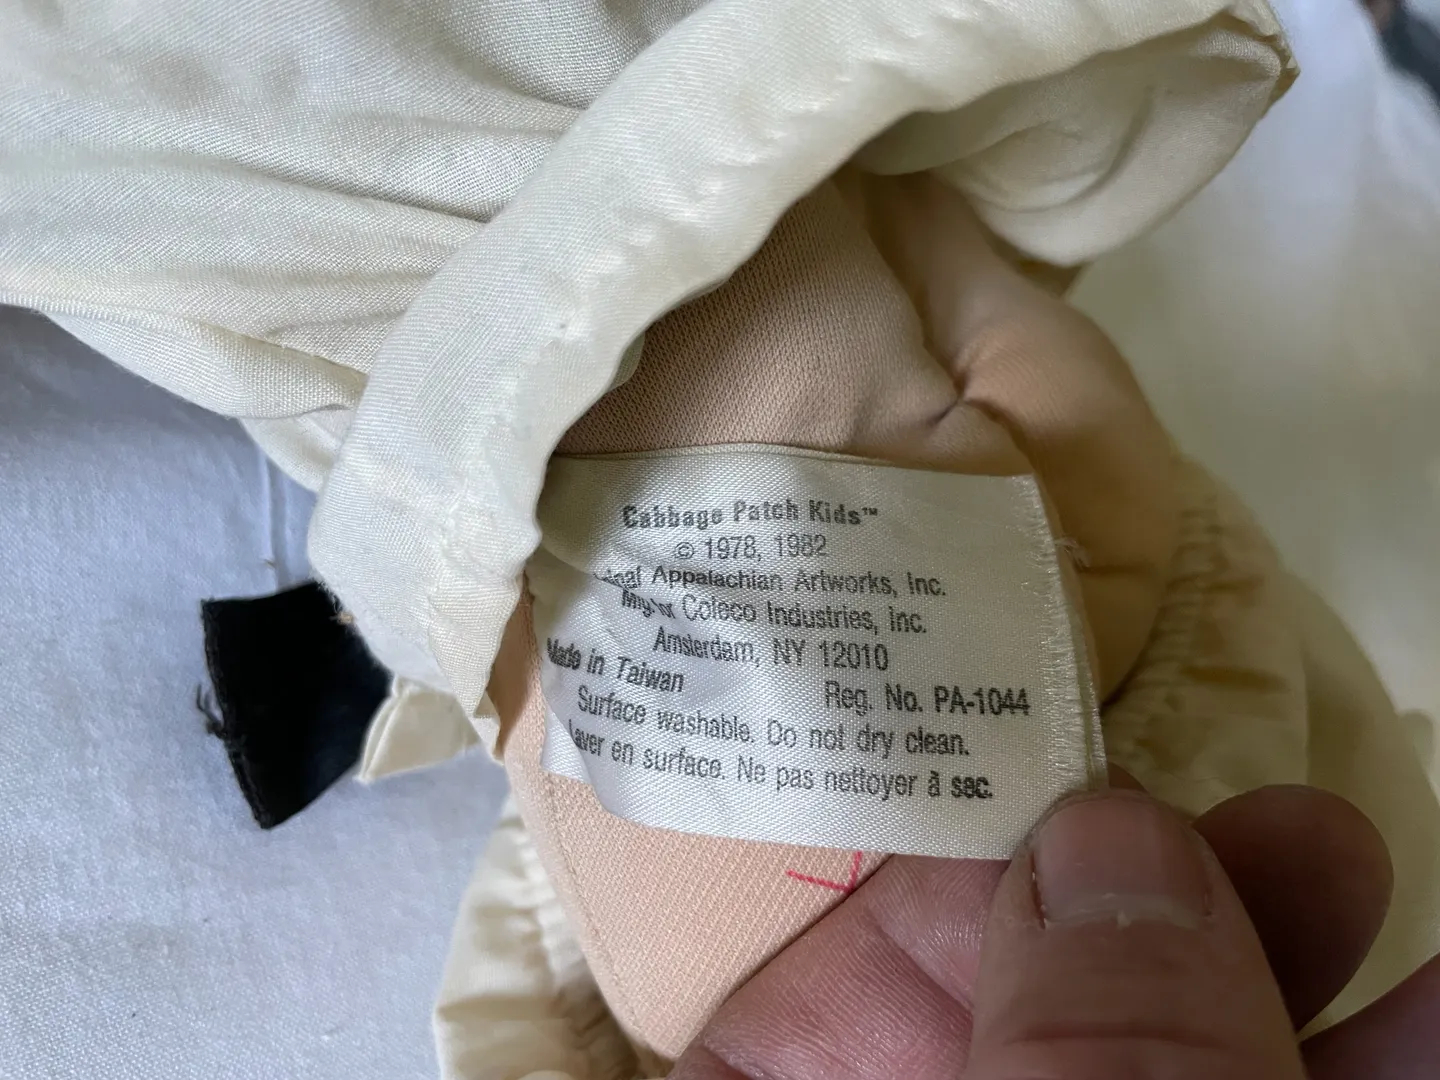 Cabbage Patch Kids™
© 1978, 1982
Appalachian Artworks, Inc.
Coleco Industries, Inc.
Amsterdam, NY 12010
Made in Taiwan
Reg. No. PA-1044
Surface washable. Do not dry clean.
Laver en surface. Ne pas nettoyer à sec.